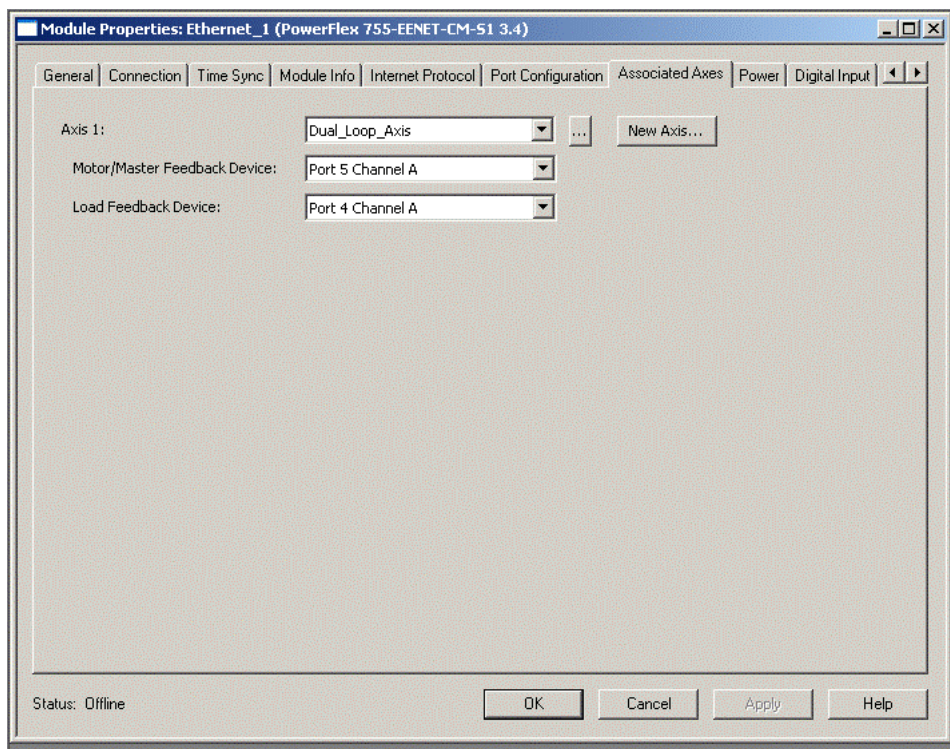 Module Properties: Ethernet_1 (PowerFlex 755-EENET-CM-S1 3.4)
General Connection Time Sync Module Info Internet Protocol Port Configuration Associated Axes Power Digital Input
Axis 1: Dual_Loop_Axis ... New Axis...
Motor/Master Feedback Device: Port 5 Channel A
Load Feedback Device: Port 4 Channel A
Status: Offline OK Cancel Apply Help